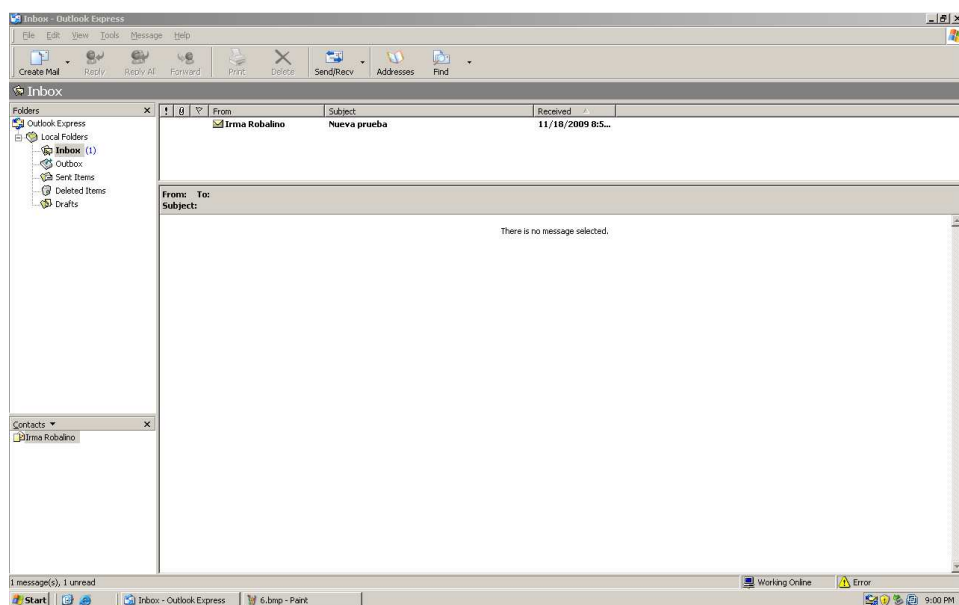 Inbox - Outlook Express
File Edit View Tools Message Help
Create Mail Reply Reply All Forward Print Delete Send/Recv Addresses Find
Inbox
Folders
Outlook Express
Local Folders
Inbox (1)
Outbox
Sent Items
Deleted Items
Drafts
! From Subject Received
Irma Robalino Nueva prueba 11/18/2009 8:5...
From: To:
Subject:
There is no message selected.
Contacts
Irma Robalino
1 message(s), 1 unread Working Online Error
Start Inbox - Outlook Express 6.bmp - Paint 9:00 PM